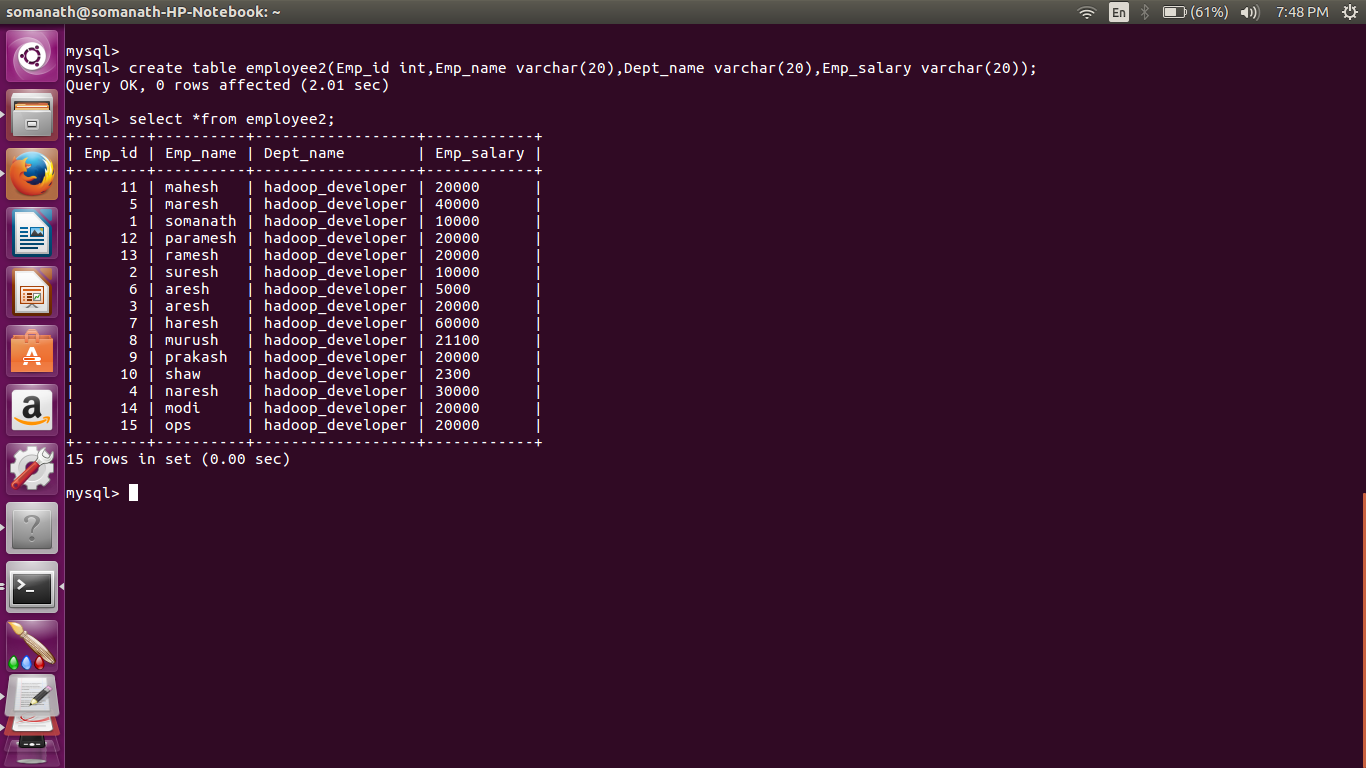 somanath@somanath-HP-Notebook: ~ En (61%) 7:48 PM
mysql>
mysql> create table employee2(Emp_id int,Emp_name varchar(20),Dept_name varchar(20),Emp_salary varchar(20));
Query OK, 0 rows affected (2.01 sec)
mysql> select *from employee2;
+--------+----------+------------------+------------+
| Emp_id | Emp_name | Dept_name        | Emp_salary |
+--------+----------+------------------+------------+
|     11 | mahesh   | hadoop_developer | 20000      |
|      5 | maresh   | hadoop_developer | 40000      |
|      1 | somanath | hadoop_developer | 10000      |
|     12 | paramesh | hadoop_developer | 20000      |
|     13 | ramesh   | hadoop_developer | 20000      |
|      2 | suresh   | hadoop_developer | 10000      |
|      6 | aresh    | hadoop_developer | 5000       |
|      3 | aresh    | hadoop_developer | 20000      |
|      7 | haresh   | hadoop_developer | 60000      |
|      8 | murush   | hadoop_developer | 21100      |
|      9 | prakash  | hadoop_developer | 20000      |
|     10 | shaw     | hadoop_developer | 2300       |
|      4 | naresh   | hadoop_developer | 30000      |
|     14 | modi     | hadoop_developer | 20000      |
|     15 | ops      | hadoop_developer | 20000      |
+--------+----------+------------------+------------+
15 rows in set (0.00 sec)
mysql>